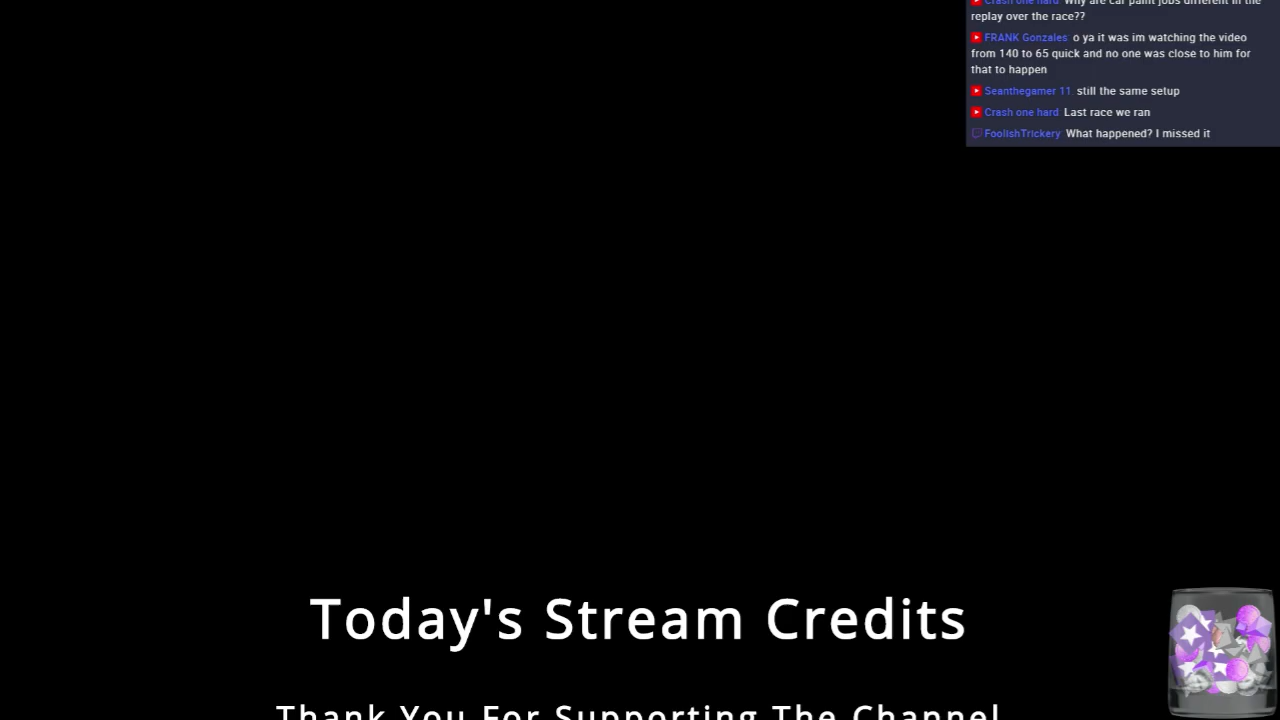 Crash one hard Why are car paint jobs different in the
replay over the race??
FRANK Gonzales o ya it was im watching the video
from 140 to 65 quick and no one was close to him for
that to happen
Seanthegamer 11 still the same setup
Crash one hard Last race we ran
FoolishTrickery What happened? I missed it
Today's Stream Credits
Thank You For Supporting The Channel